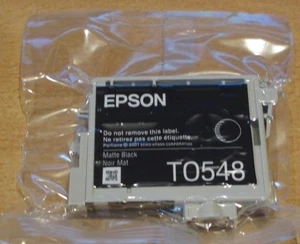 EPSON
Do not remove this label.
Ne retirez pas cette étiquette
Matte Black
Noir Mat
T0548